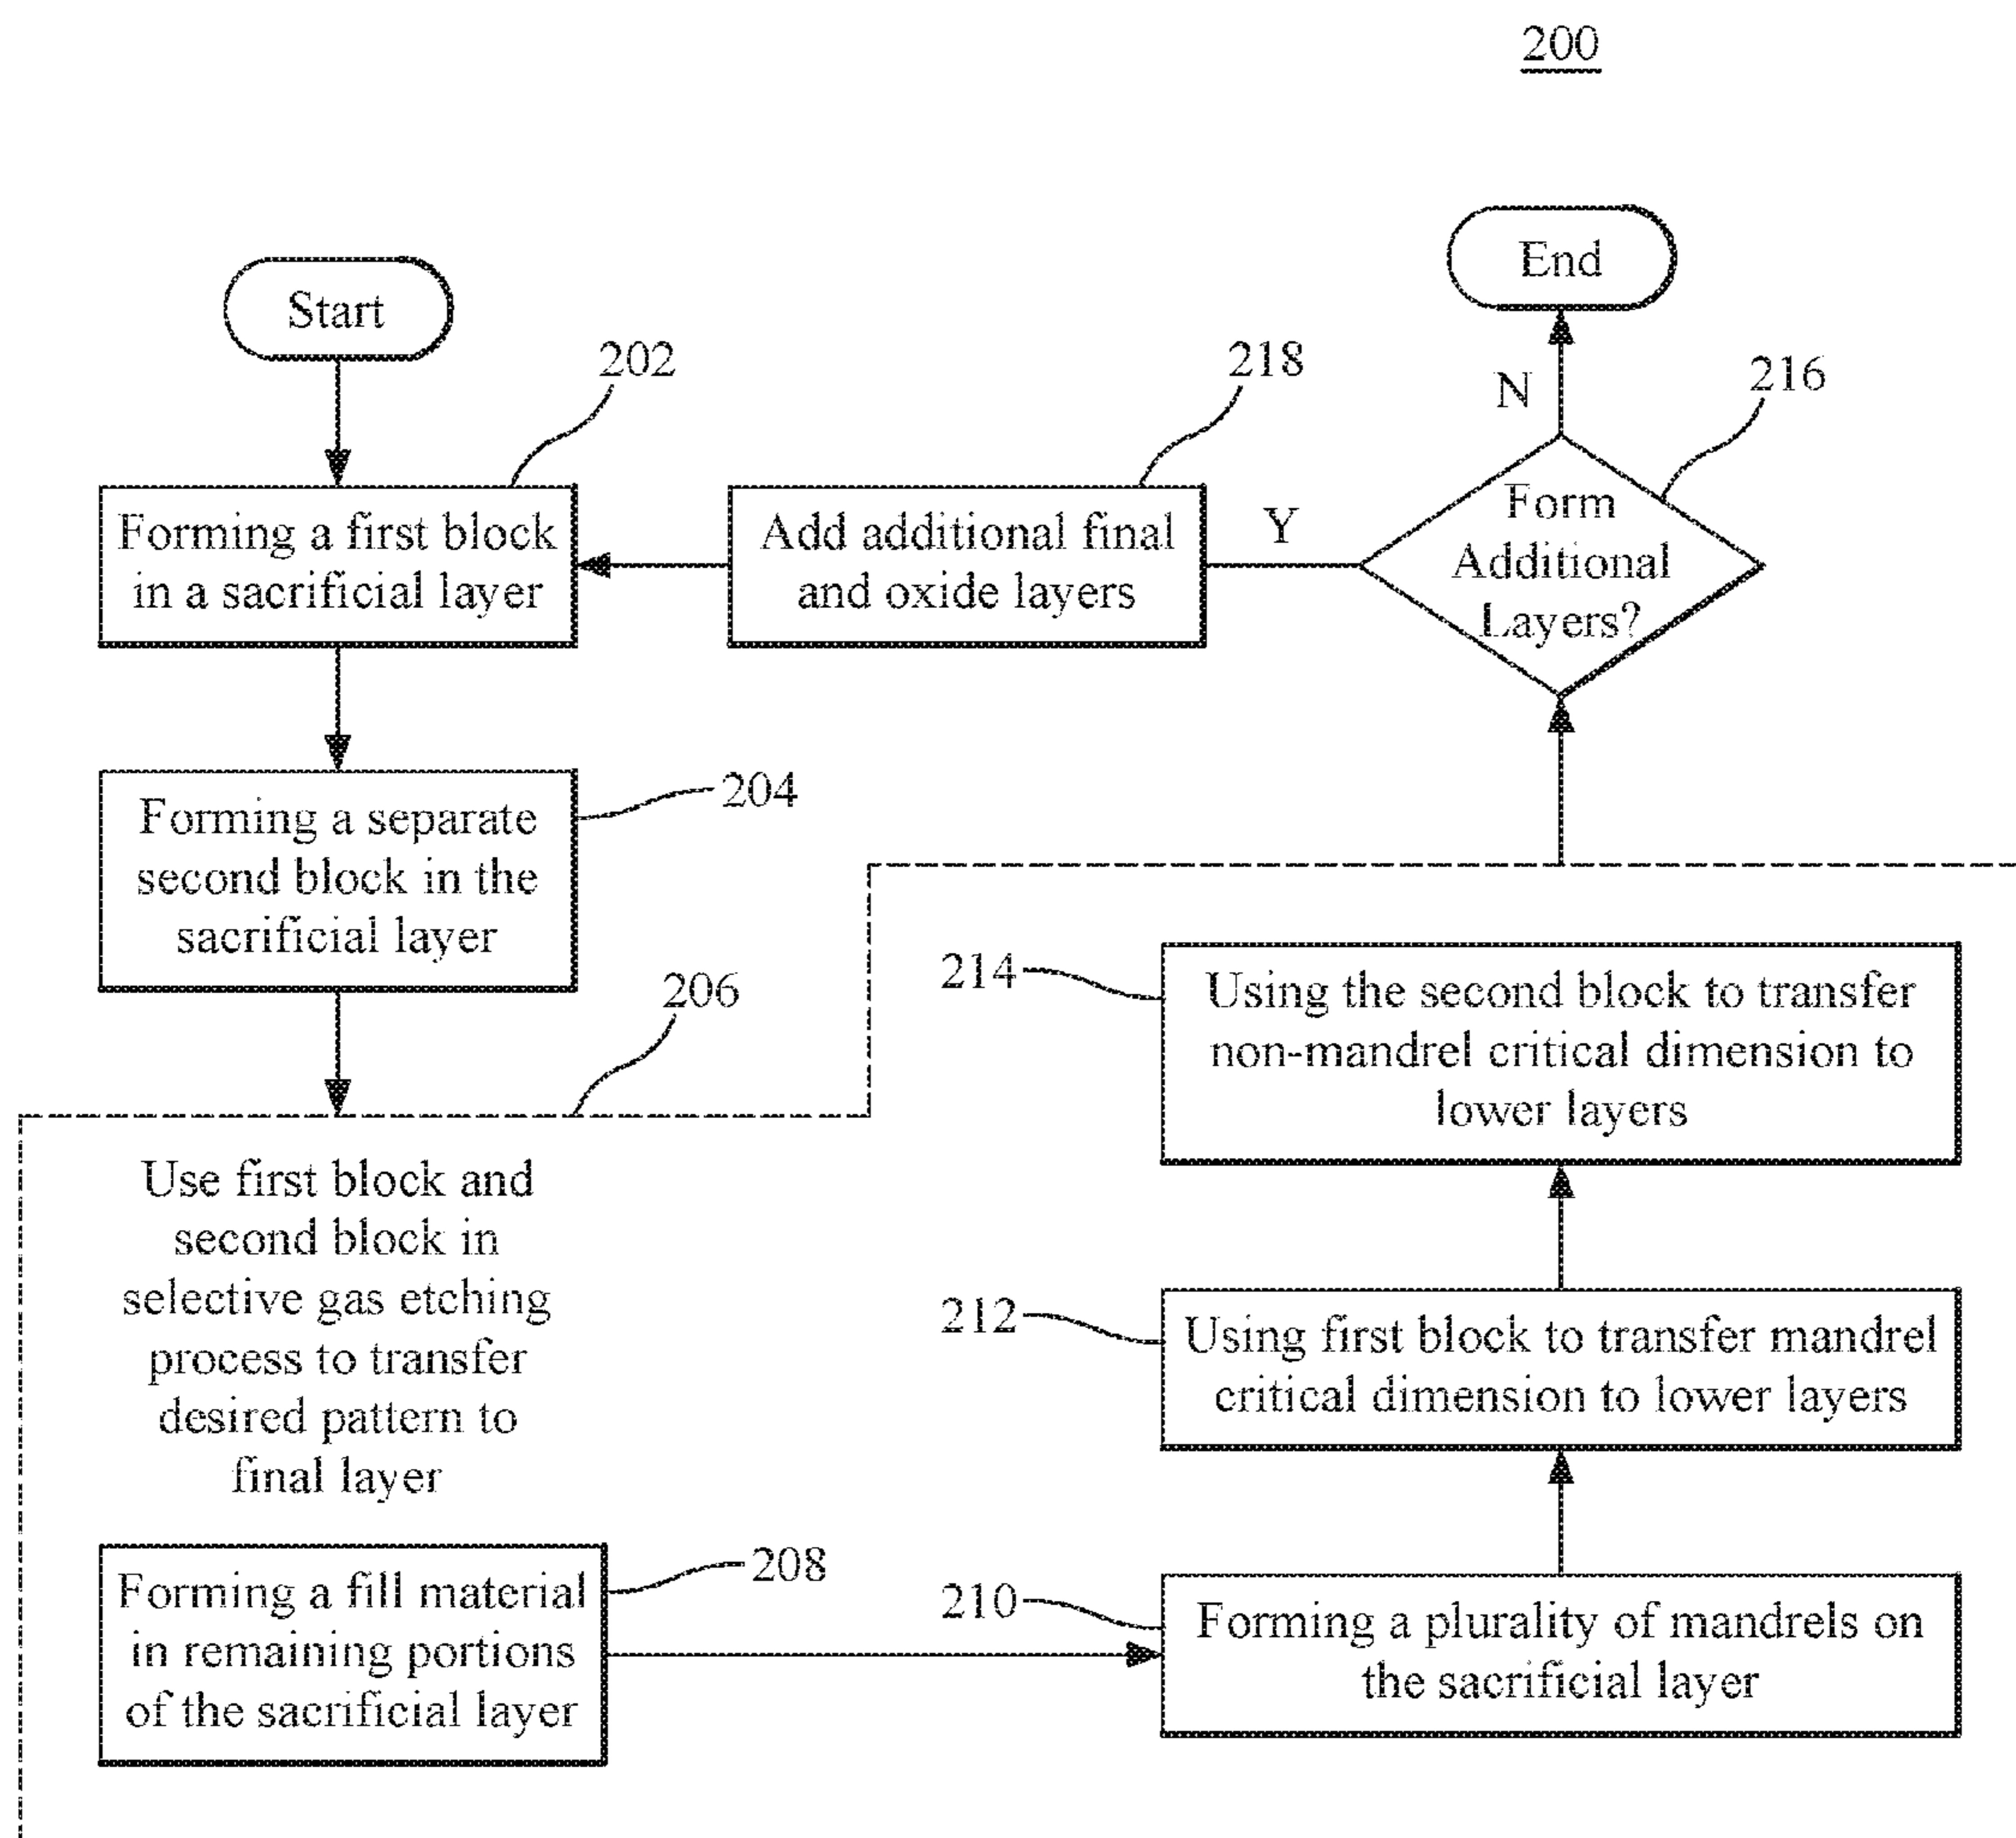 200
Start
202
Forming a first block
in a sacrificial layer
204
Forming a separate
second block in the
sacrificial layer
206
Use first block and
second block in
selective gas etching
process to transfer
desired pattern to
final layer
208
Forming a fill material
in remaining portions
of the sacrificial layer
210
Forming a plurality of mandrels on
the sacrificial layer
212
Using first block to transfer mandrel
critical dimension to lower layers
214
Using the second block to transfer
non-mandrel critical dimension to
lower layers
216
Form
Additional
Layers?
Y
218
Add additional final
and oxide layers
N
End